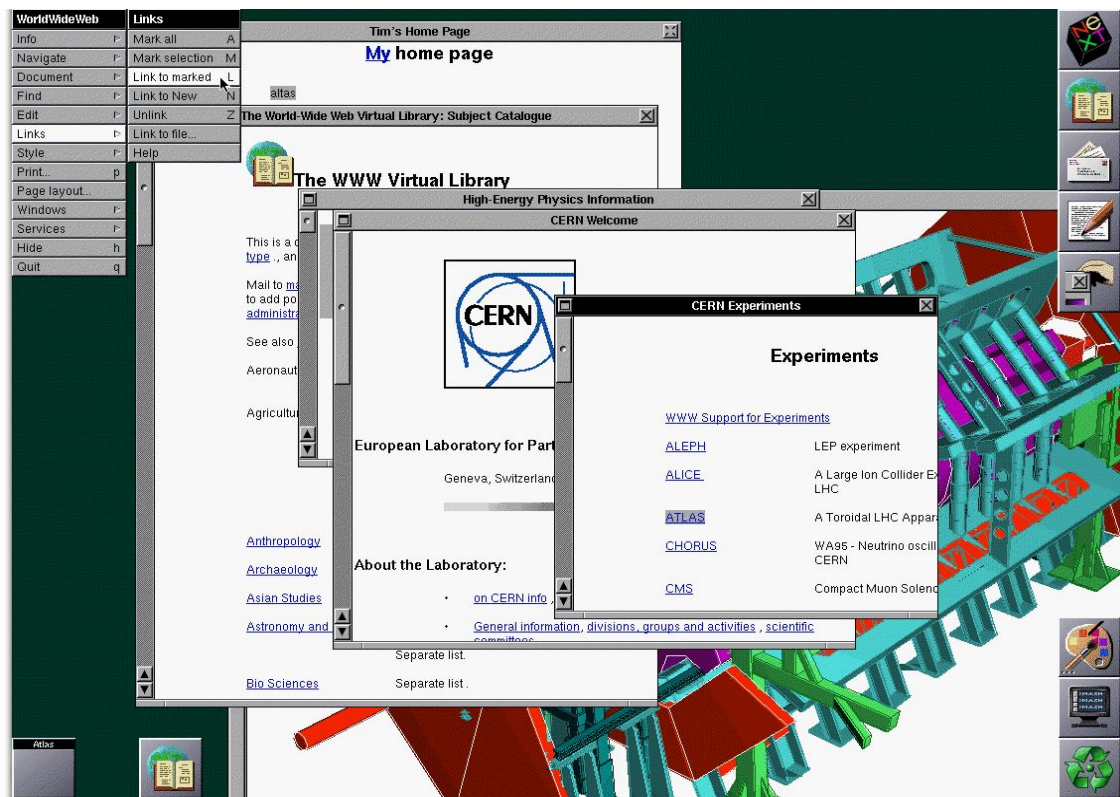 WorldWideWeb
Info
Navigate
Document
Find
Edit
Links
Style
Print... p
Page layout...
Windows
Services
Hide h
Quit q
Links
Mark all A
Mark selection M
Link to marked L
Link to New N
Unlink Z
Link to file...
Help
Tim's Home Page
My home page
altas
The World-Wide Web Virtual Library: Subject Catalogue
The WWW Virtual Library
This is a
type ., an
Mail to
to add po
administra
See also
Aeronaut
Agricultu
Anthropology
Archaeology
Asian Studies
Astronomy and
Separate list.
Bio Sciences Separate list .
High-Energy Physics Information
CERN Welcome
CERN
European Laboratory for Part
Geneva, Switzerland
About the Laboratory:
• on CERN info ,
• General information, divisions, groups and activities , scientific
committees
CERN Experiments
Experiments
WWW Support for Experiments
ALEPH LEP experiment
ALICE A Large Ion Collider Ex
LHC
ATLAS A Toroidal LHC Appara
CHORUS WA95 - Neutrino oscill
CERN
CMS Compact Muon Soleno
NeXT
Atlas